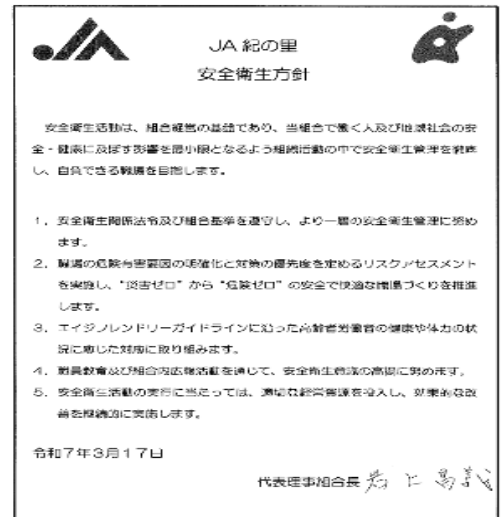 JA
JA 紀の里
安全衛生方針
安全衛生活動は、組合経営の基盤であり、当組合で働く人及び地域社会の安
全・健康に及ぼす影響を最小限となるよう組織活動の中で安全衛生管理を徹底
し、自負できる職場を目指します。
1. 安全衛生関係法令及び組合基準を遵守し、より一層の安全衛生管理に努め
ます。
2. 職場の危険有害要因の明確化と対策の優先度を定めるリスクアセスメント
を実施し、“災害ゼロ”から“危険ゼロ”の安全で快適な職場づくりを推進
します。
3. エイジフレンドリーガイドラインに沿った高齢者労働者の健康や体力の状
況に応じた対応に取り組みます。
4. 職員教育及び組合内広報活動を通じて、安全衛生意識の高揚に努めます。
5. 安全衛生活動の実行に当たっては、適切な経営資源を投入し、効果的な改
善を継続的に実施します。
令和7年3月17日
代表理事組合長